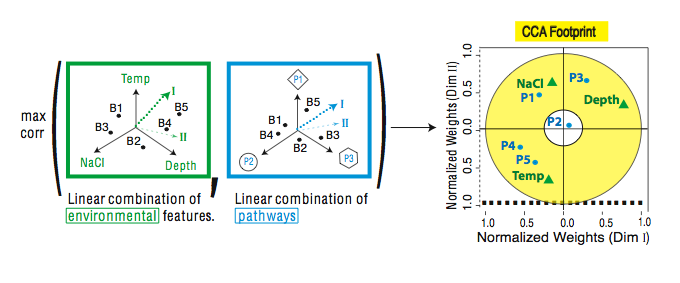 CCA Footprint
max
corr
Temp
I
B1
B5
B3
B4
II
B2
NaCl
Depth
P1
B5
I
B1
II
B4
B3
B2
P2
P3
,
Linear combination of
environmental features.
Linear combination of
pathways
Normalized Weights (Dim II)
1.0
0.5
0.0
0.5
1.0
NaCl
P3
P1
Depth
P2
P4
P5
Temp
1.0 0.5 0.0 0.5 1.0
Normalized Weights (Dim I)